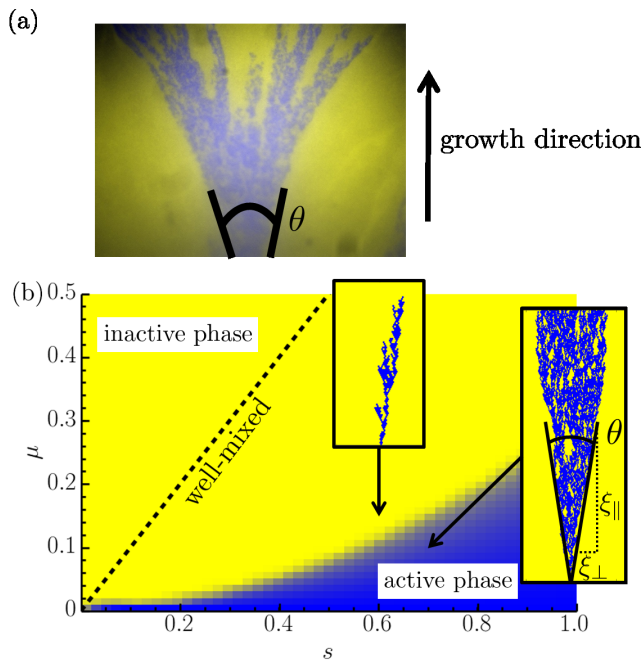 (a)
growth direction
θ
(b)
μ
0.5
0.4
0.3
0.2
0.1
0
inactive phase
well-mixed
active phase
θ
ξ∥
ξ⊥
0.2
0.4
0.6
0.8
1.0
s